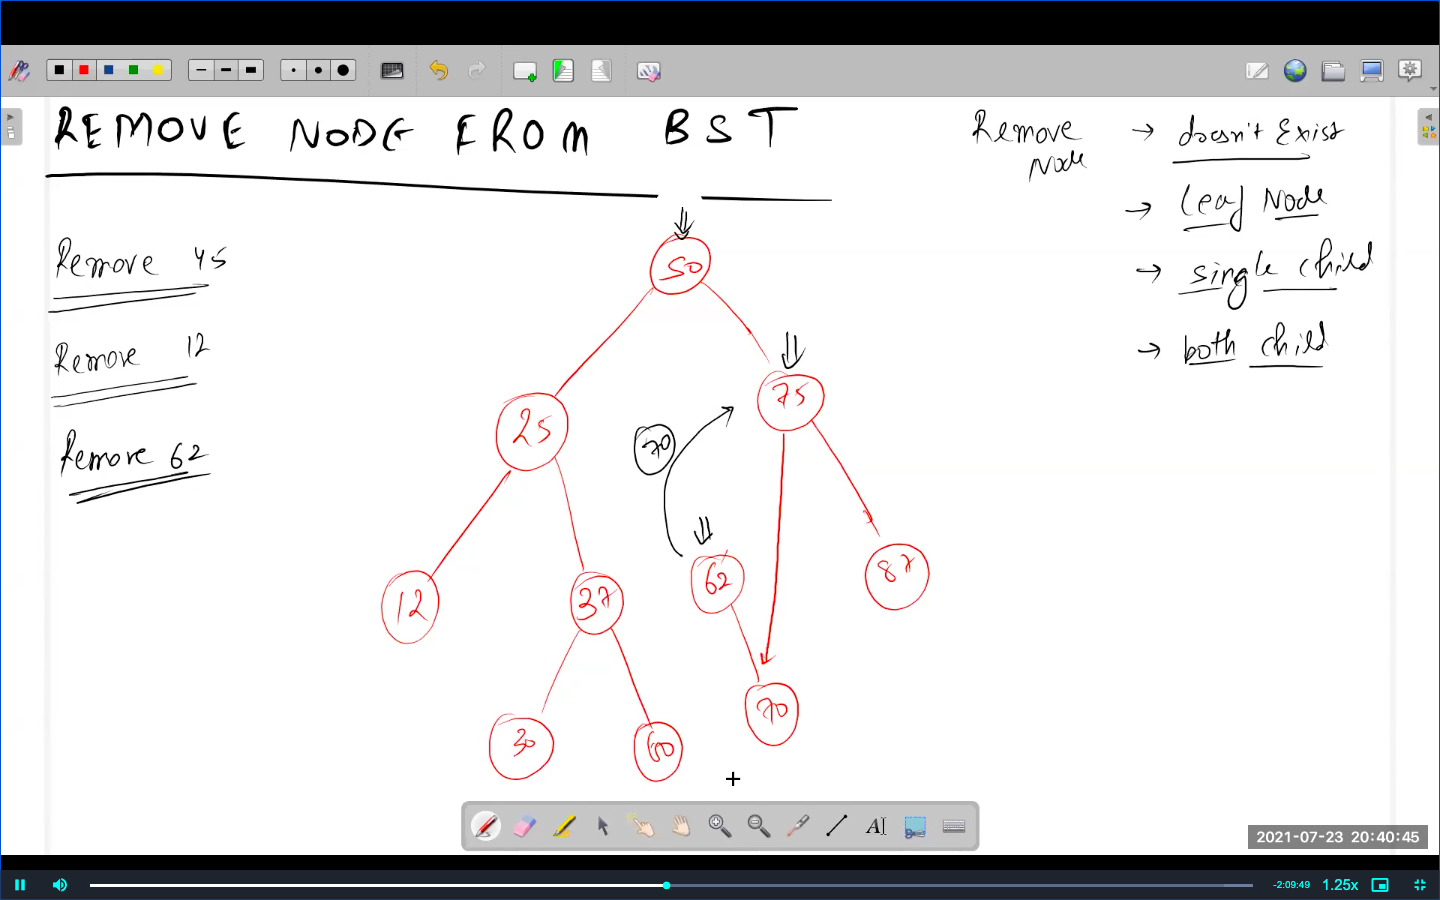 REMOVE NODE FROM BST
Remove Node → doesn't Exist
→ leaf Node
→ single child
→ both child
Remove 45
Remove 12
Remove 62
50
75
25
70
62
87
12
37
70
30
60
AI
2021-07-23 20:40:45
-2:09:49 1.25x